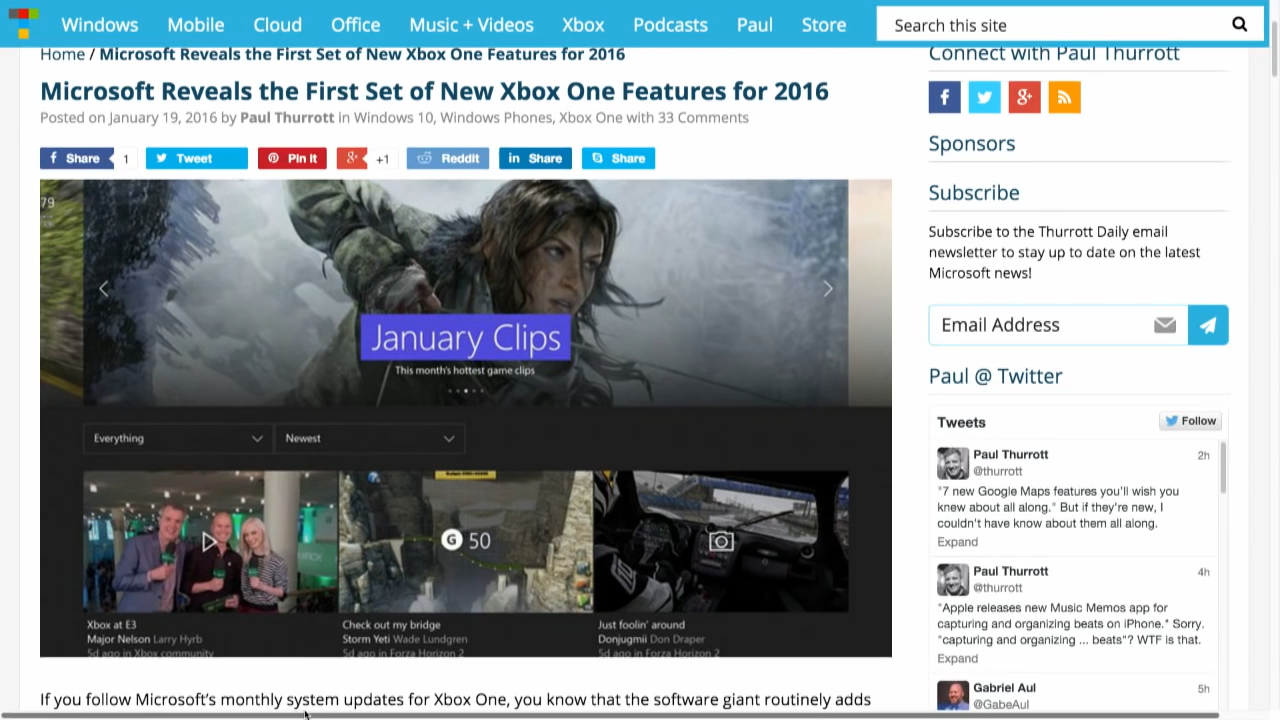 Windows Mobile Cloud Office Music + Videos Xbox Podcasts Paul Store Search this site
Home / Microsoft Reveals the First Set of New Xbox One Features for 2016
Microsoft Reveals the First Set of New Xbox One Features for 2016
Posted on January 19, 2016 by Paul Thurrott in Windows 10, Windows Phones, Xbox One with 33 Comments
Share 1 Tweet Pin it +1 Reddit Share Share
79
January Clips
This month's hottest game clips
Everything Newest
G 50
Xbox at E3
Major Nelson Larry Hyrb
5d ago in Xbox community
Check out my bridge
Storm Yeti Wade Lundgren
5d ago in Forza Horizon 2
Just foolin' around
Donjugmii Don Draper
5d ago in Forza Horizon 2
If you follow Microsoft's monthly system updates for Xbox One, you know that the software giant routinely adds
Connect with Paul Thurrott
Sponsors
Subscribe
Subscribe to the Thurrott Daily email
newsletter to stay up to date on the latest
Microsoft news!
Email Address
Paul @ Twitter
Tweets Follow
Paul Thurrott 2h
@thurrott
"7 new Google Maps features you'll wish you
knew about all along." But if they're new, I
couldn't have know about them all along.
Expand
Paul Thurrott 4h
@thurrott
"Apple releases new Music Memos app for
capturing and organizing beats on iPhone." Sorry.
"capturing and organizing ... beats"? WTF is that.
Expand
Gabriel Aul 5h
@GabeAul